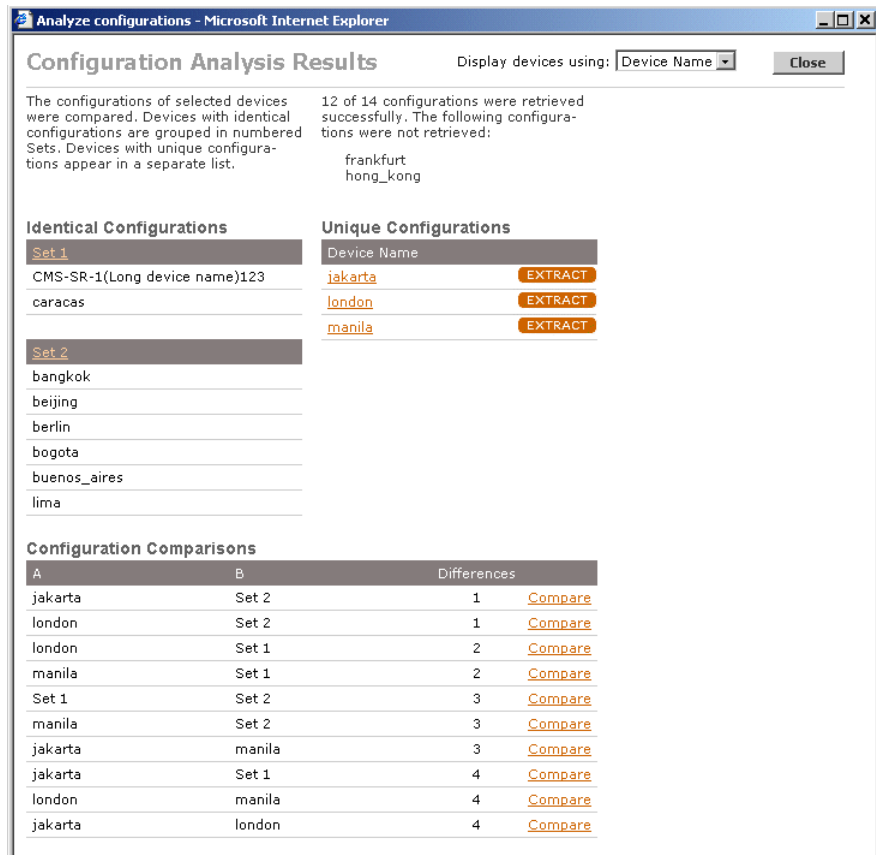 Analyze configurations - Microsoft Internet Explorer
Configuration Analysis Results
Display devices using: Device Name
Close
The configurations of selected devices
were compared. Devices with identical
configurations are grouped in numbered
Sets. Devices with unique configura-
tions appear in a separate list.
12 of 14 configurations were retrieved
successfully. The following configura-
tions were not retrieved:
frankfurt
hong_kong
Identical Configurations
Set 1
CMS-SR-1(Long device name)123
caracas
Set 2
bangkok
beijing
berlin
bogota
buenos_aires
lima
Unique Configurations
Device Name
jakarta EXTRACT
london EXTRACT
manila EXTRACT
Configuration Comparisons
A B Differences
jakarta Set 2 1 Compare
london Set 2 1 Compare
london Set 1 2 Compare
manila Set 1 2 Compare
Set 1 Set 2 3 Compare
manila Set 2 3 Compare
jakarta manila 3 Compare
jakarta Set 1 4 Compare
london manila 4 Compare
jakarta london 4 Compare